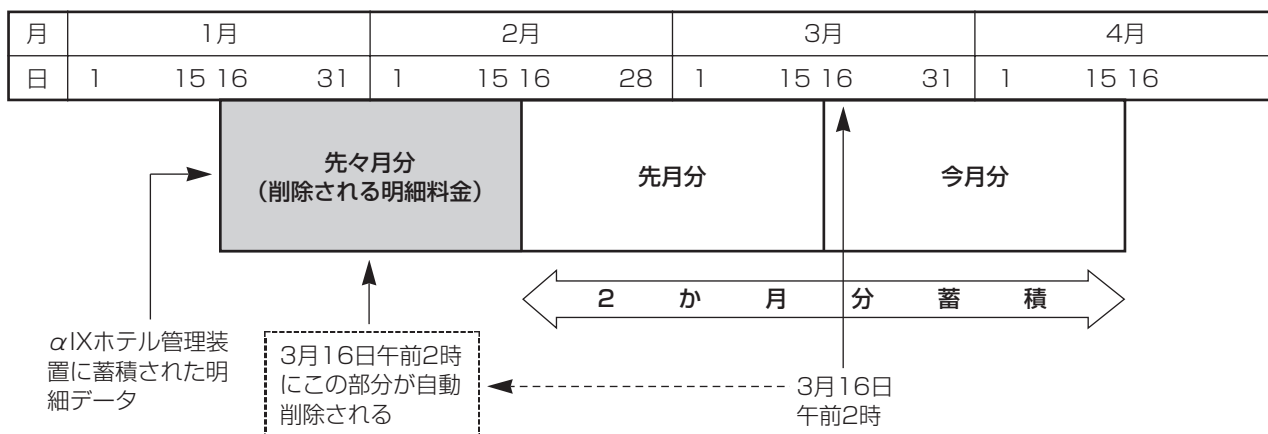 月 1月 2月 3月 4月
日 1 15 16 31 1 15 16 28 1 15 16 31 1 15 16
先々月分
(削除される明細料金)
先月分
今月分
2か月分蓄積
αIXホテル管理装
置に蓄積された明
細データ
3月16日午前2時
にこの部分が自動
削除される
3月16日
午前2時